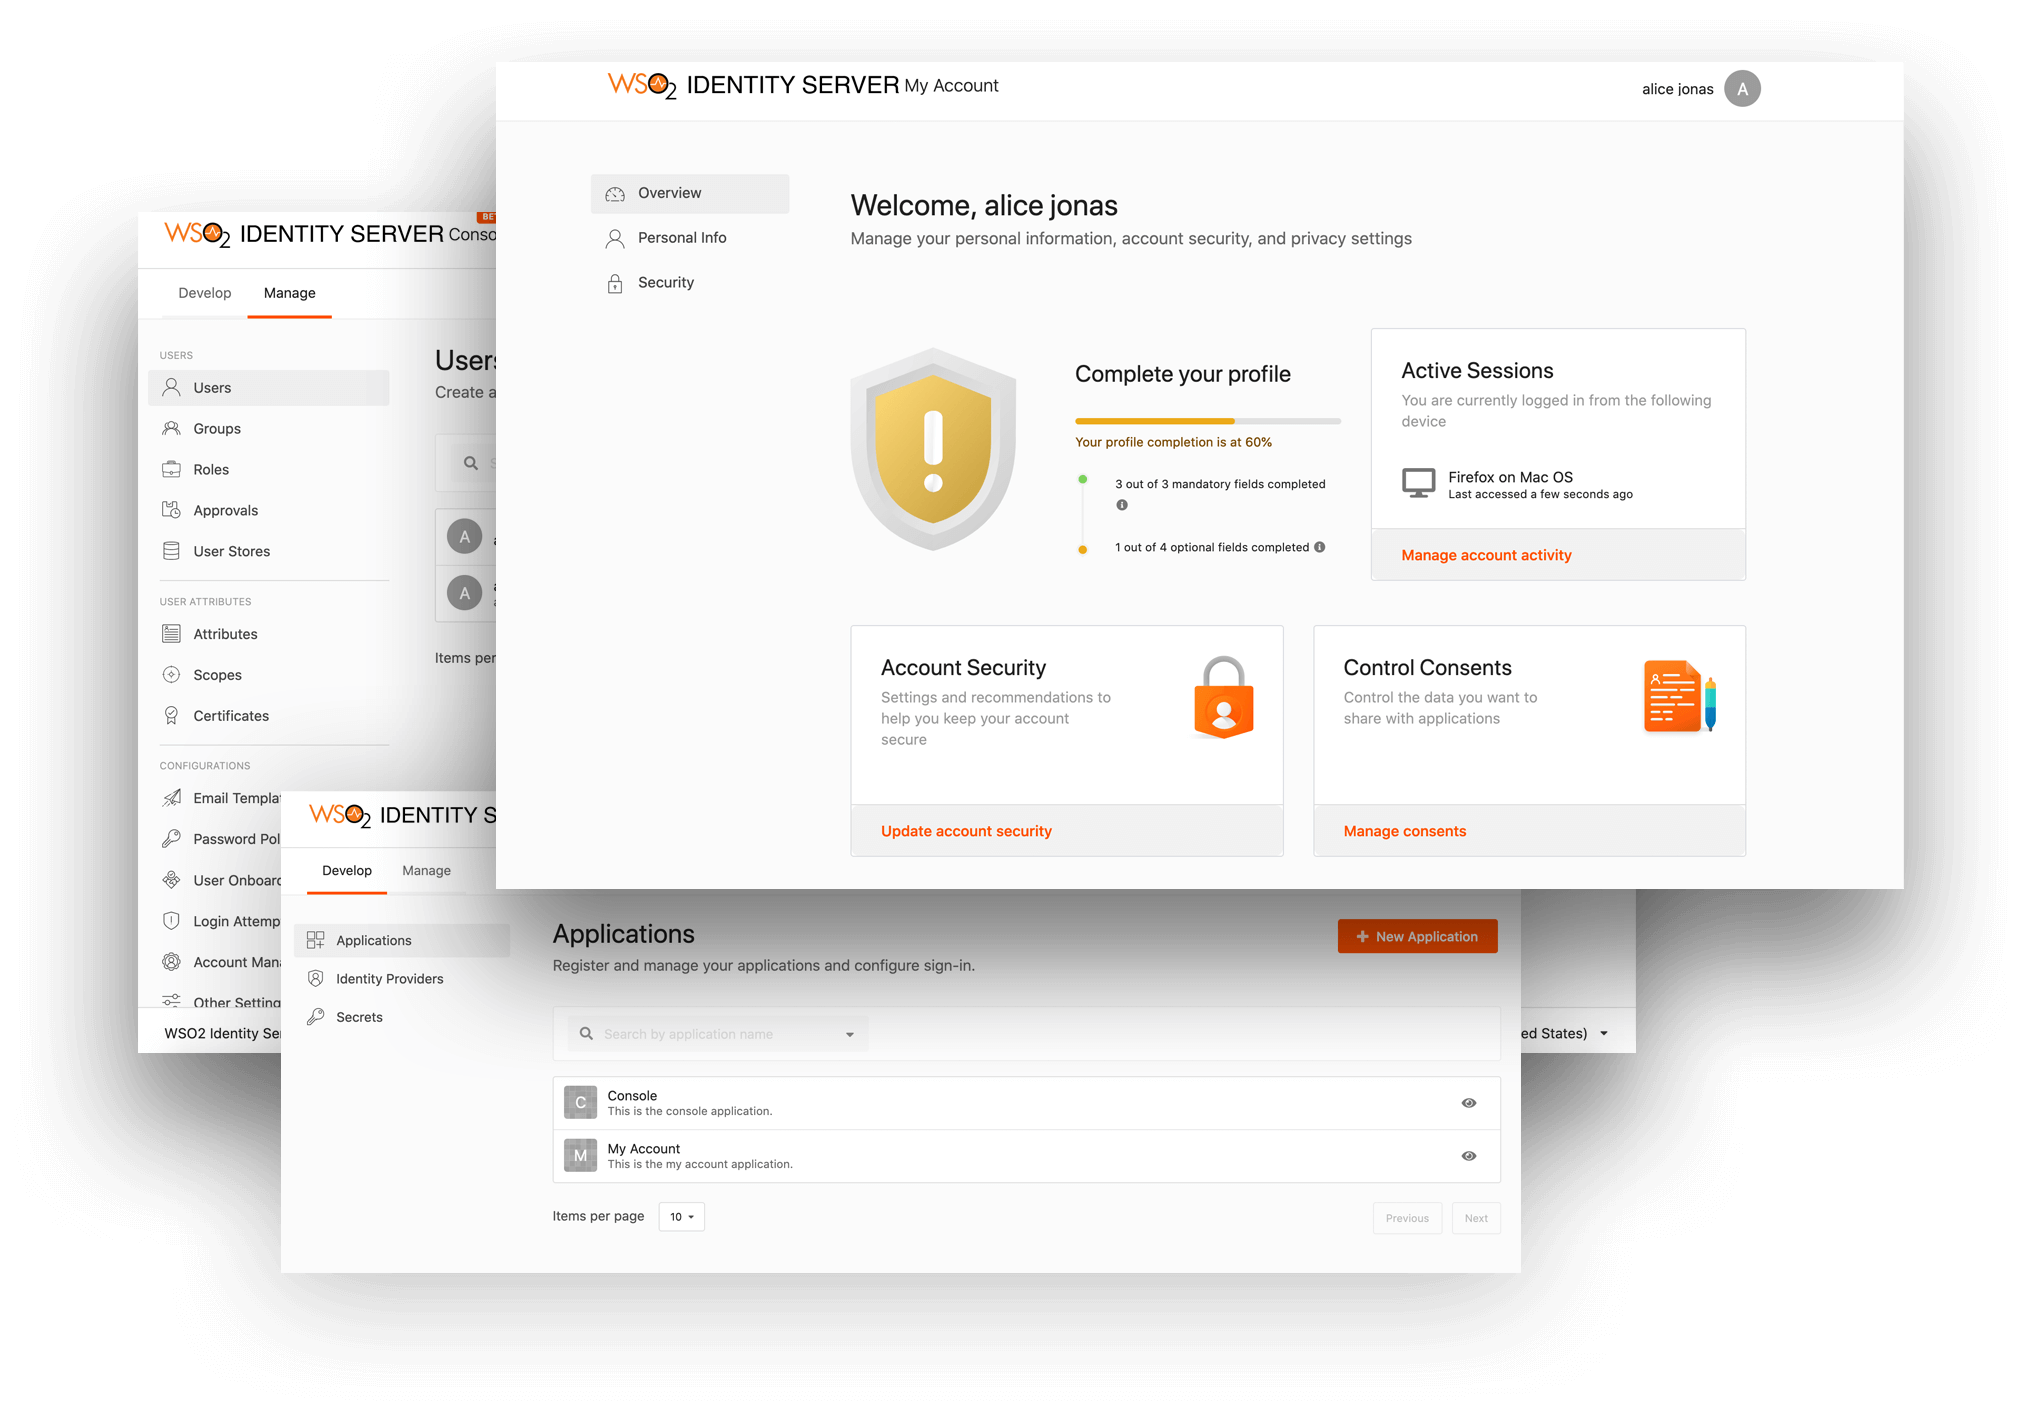 WSO2 IDENTITY SERVER My Account
alice jonas A
Overview
Personal Info
Security
Welcome, alice jonas
Manage your personal information, account security, and privacy settings
Complete your profile
Your profile completion is at 60%
3 out of 3 mandatory fields completed
1 out of 4 optional fields completed
Active Sessions
You are currently logged in from the following
device
Firefox on Mac OS
Last accessed a few seconds ago
Manage account activity
Account Security
Settings and recommendations to
help you keep your account
secure
Update account security
Control Consents
Control the data you want to
share with applications
Manage consents
WSO2 IDENTITY SERVER Conso
BE
Develop Manage
USERS
Users
Groups
Roles
Approvals
User Stores
USER ATTRIBUTES
Attributes
Scopes
Certificates
CONFIGURATIONS
Email Templa
Password Pol
User Onboard
Login Attemp
Account Man
Other Setting
WSO2 Identity Se
Users
Create a
A
A
Items per
ed States)
WSO2 IDENTITY S
Develop Manage
Applications
Identity Providers
Secrets
Applications
Register and manage your applications and configure sign-in.
New Application
Search by application name
C Console
This is the console application.
M My Account
This is the my account application.
Items per page 10
Previous Next